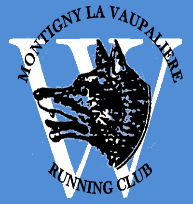 MONTIGNY LA VAUPALIERE
W
RUNNING CLUB